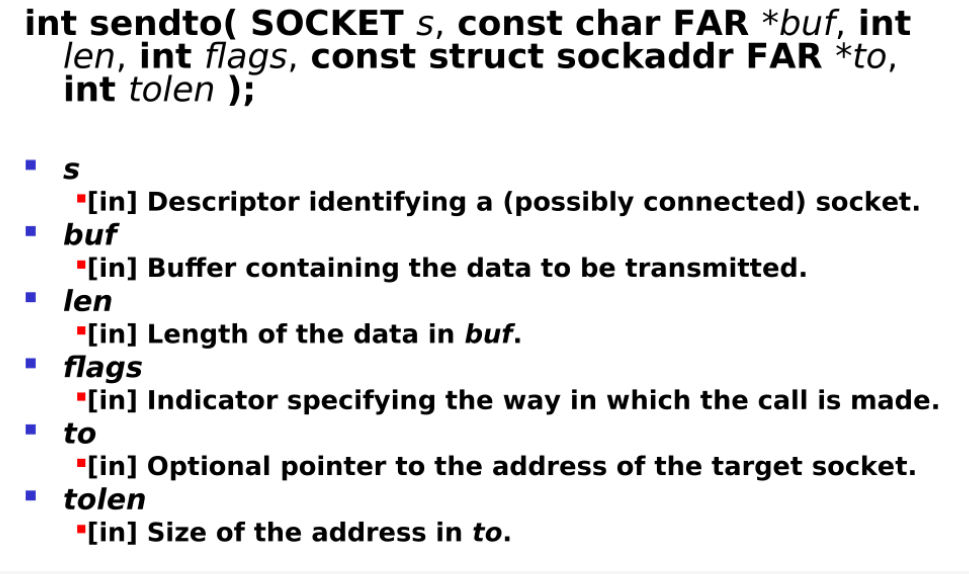 int sendto( SOCKET s, const char FAR *buf, int
len, int flags, const struct sockaddr FAR *to,
int tolen );
s
[in] Descriptor identifying a (possibly connected) socket.
buf
[in] Buffer containing the data to be transmitted.
len
[in] Length of the data in buf.
flags
[in] Indicator specifying the way in which the call is made.
to
[in] Optional pointer to the address of the target socket.
tolen
[in] Size of the address in to.